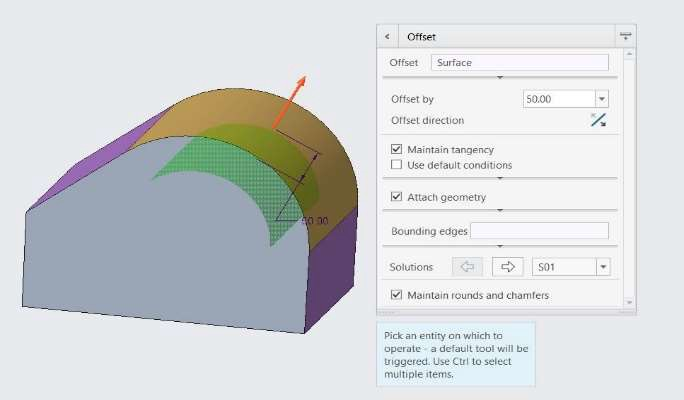 Offset
Offset Surface
Offset by 50.00
Offset direction
Maintain tangency
Use default conditions
Attach geometry
Bounding edges
Solutions S01
Maintain rounds and chamfers
Pick an entity on which to
operate - a default tool will be
triggered. Use Ctrl to select
multiple items.
50.00